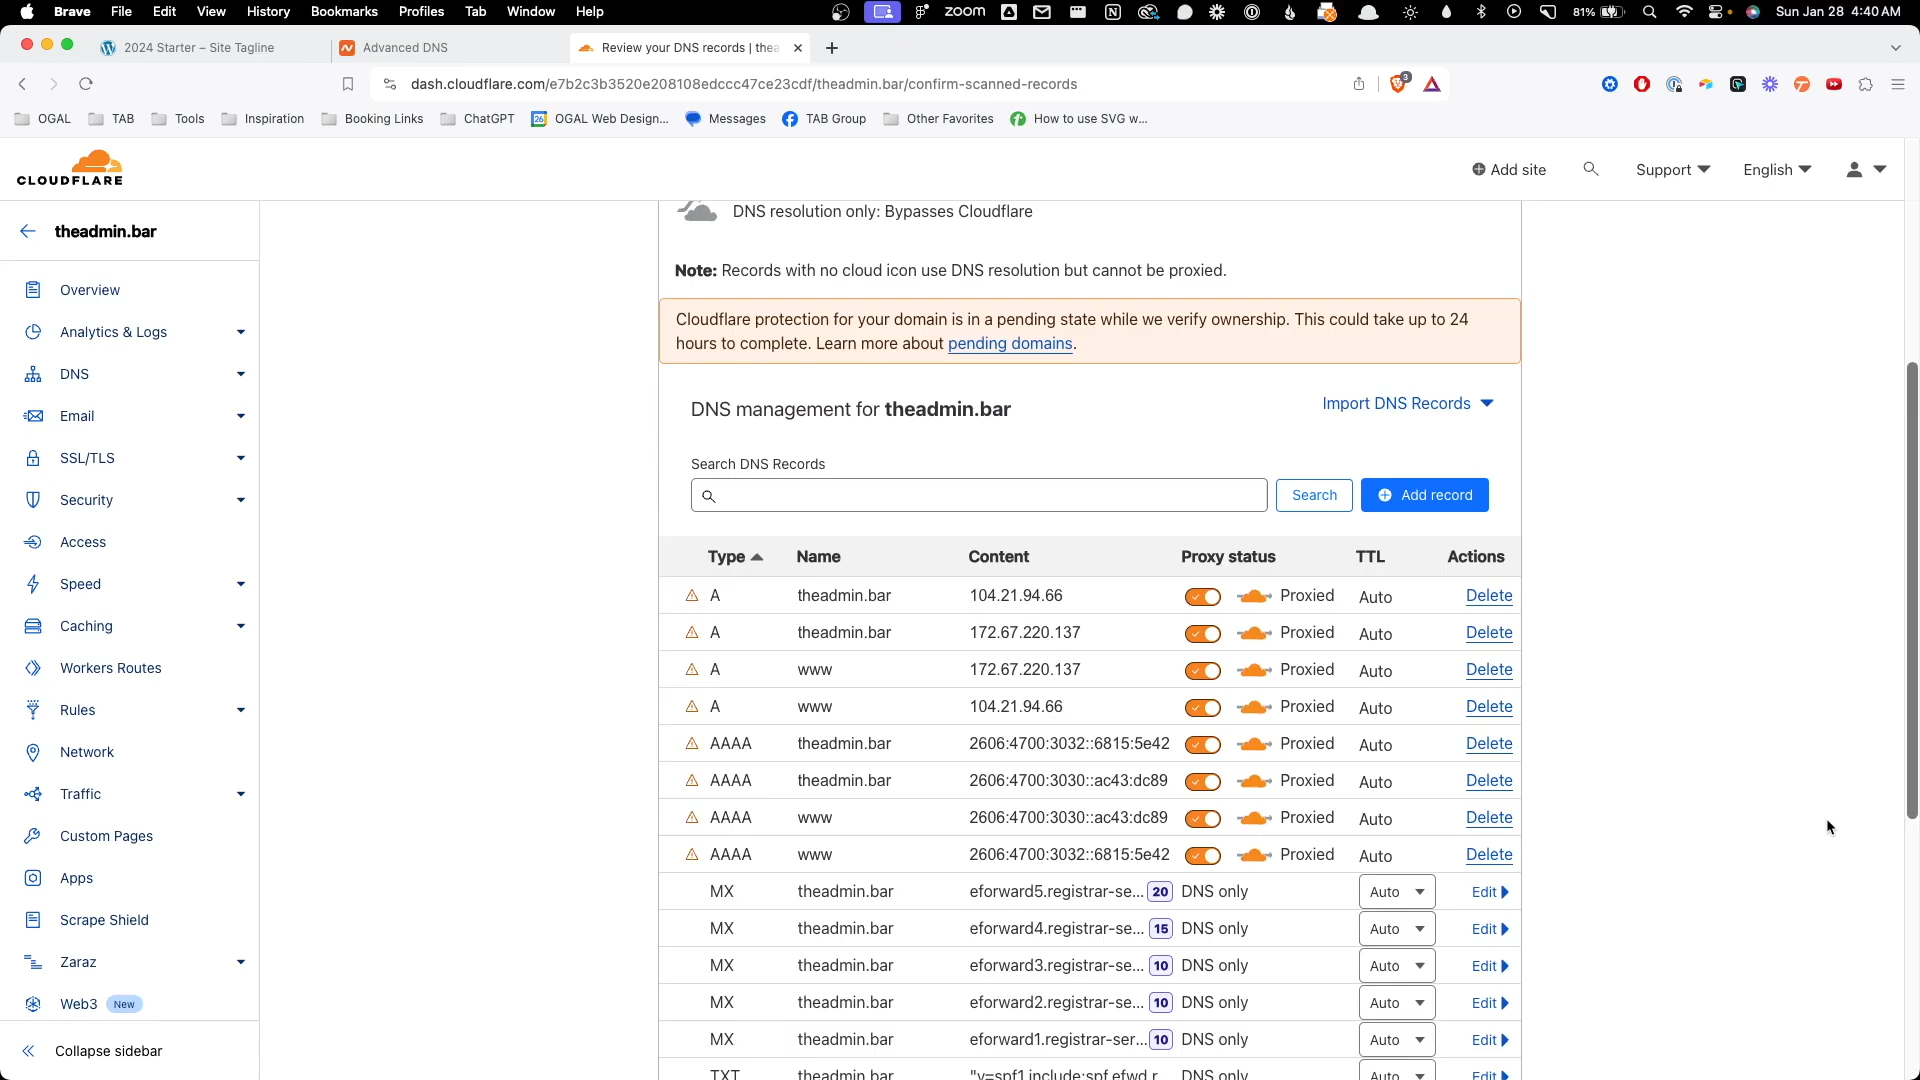 Brave File Edit View History Bookmarks Profiles Tab Window Help zoom 81% Sun Jan 28 4:40 AM
2024 Starter – Site Tagline
Advanced DNS
Review your DNS records | thea
dash.cloudflare.com/e7b2c3b3520e208108edccc47ce23cdf/theadmin.bar/confirm-scanned-records
3
OGAL TAB Tools Inspiration Booking Links ChatGPT OGAL Web Design... Messages TAB Group Other Favorites How to use SVG w...
CLOUDFLARE
Add site
Support
English
theadmin.bar
Overview
Analytics & Logs
DNS
Email
SSL/TLS
Security
Access
Speed
Caching
Workers Routes
Rules
Network
Traffic
Custom Pages
Apps
Scrape Shield
Zaraz
Web3 New
Collapse sidebar
DNS resolution only: Bypasses Cloudflare
Note: Records with no cloud icon use DNS resolution but cannot be proxied.
Cloudflare protection for your domain is in a pending state while we verify ownership. This could take up to 24
hours to complete. Learn more about pending domains.
DNS management for theadmin.bar
Import DNS Records
Search DNS Records
Search
Add record
Type Name Content Proxy status TTL Actions
A theadmin.bar 104.21.94.66 Proxied Auto Delete
A theadmin.bar 172.67.220.137 Proxied Auto Delete
A www 172.67.220.137 Proxied Auto Delete
A www 104.21.94.66 Proxied Auto Delete
AAAA theadmin.bar 2606:4700:3032::6815:5e42 Proxied Auto Delete
AAAA theadmin.bar 2606:4700:3030::ac43:dc89 Proxied Auto Delete
AAAA www 2606:4700:3030::ac43:dc89 Proxied Auto Delete
AAAA www 2606:4700:3032::6815:5e42 Proxied Auto Delete
MX theadmin.bar eforward5.registrar-se... 20 DNS only Auto Edit
MX theadmin.bar eforward4.registrar-se... 15 DNS only Auto Edit
MX theadmin.bar eforward3.registrar-se... 10 DNS only Auto Edit
MX theadmin.bar eforward2.registrar-se... 10 DNS only Auto Edit
MX theadmin.bar eforward1.registrar-ser... 10 DNS only Auto Edit
TXT theadmin.bar "v=spf1 include:spf.efwd.r... DNS only Auto Edit